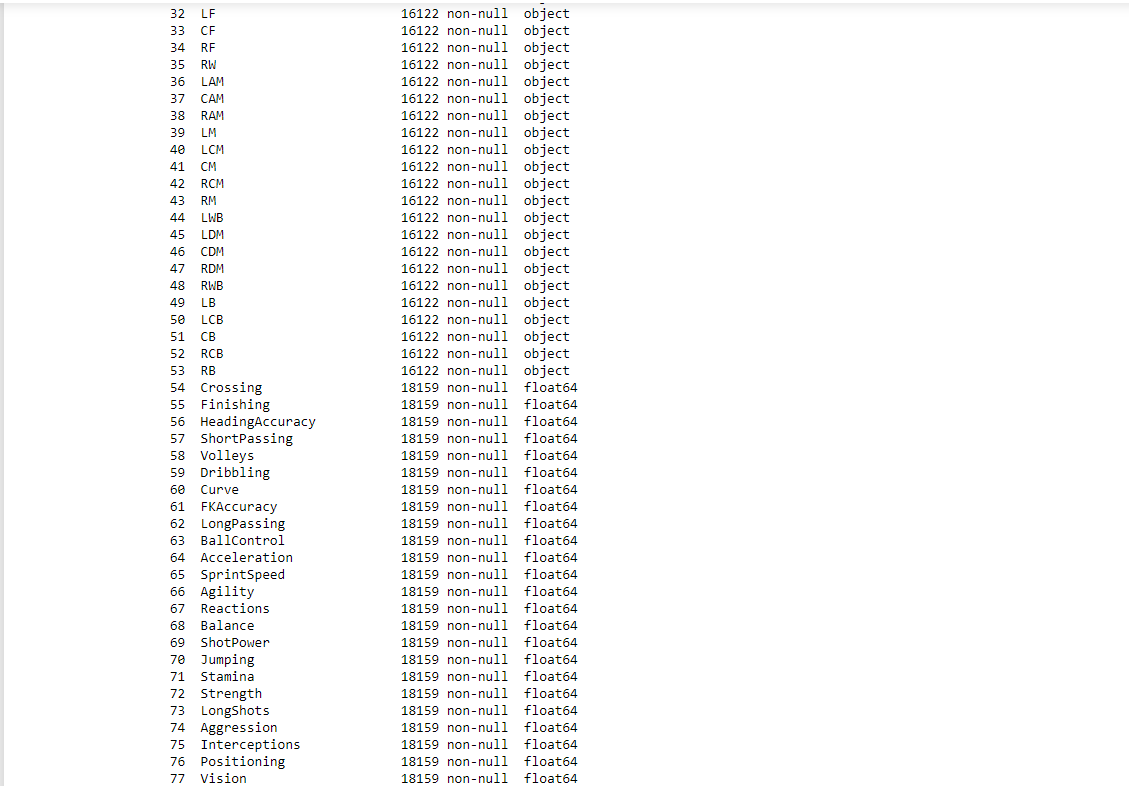 32 LF 16122 non-null object
33 CF 16122 non-null object
34 RF 16122 non-null object
35 RW 16122 non-null object
36 LAM 16122 non-null object
37 CAM 16122 non-null object
38 RAM 16122 non-null object
39 LM 16122 non-null object
40 LCM 16122 non-null object
41 CM 16122 non-null object
42 RCM 16122 non-null object
43 RM 16122 non-null object
44 LWB 16122 non-null object
45 LDM 16122 non-null object
46 CDM 16122 non-null object
47 RDM 16122 non-null object
48 RWB 16122 non-null object
49 LB 16122 non-null object
50 LCB 16122 non-null object
51 CB 16122 non-null object
52 RCB 16122 non-null object
53 RB 16122 non-null object
54 Crossing 18159 non-null float64
55 Finishing 18159 non-null float64
56 HeadingAccuracy 18159 non-null float64
57 ShortPassing 18159 non-null float64
58 Volleys 18159 non-null float64
59 Dribbling 18159 non-null float64
60 Curve 18159 non-null float64
61 FKAccuracy 18159 non-null float64
62 LongPassing 18159 non-null float64
63 BallControl 18159 non-null float64
64 Acceleration 18159 non-null float64
65 SprintSpeed 18159 non-null float64
66 Agility 18159 non-null float64
67 Reactions 18159 non-null float64
68 Balance 18159 non-null float64
69 ShotPower 18159 non-null float64
70 Jumping 18159 non-null float64
71 Stamina 18159 non-null float64
72 Strength 18159 non-null float64
73 LongShots 18159 non-null float64
74 Aggression 18159 non-null float64
75 Interceptions 18159 non-null float64
76 Positioning 18159 non-null float64
77 Vision 18159 non-null float64